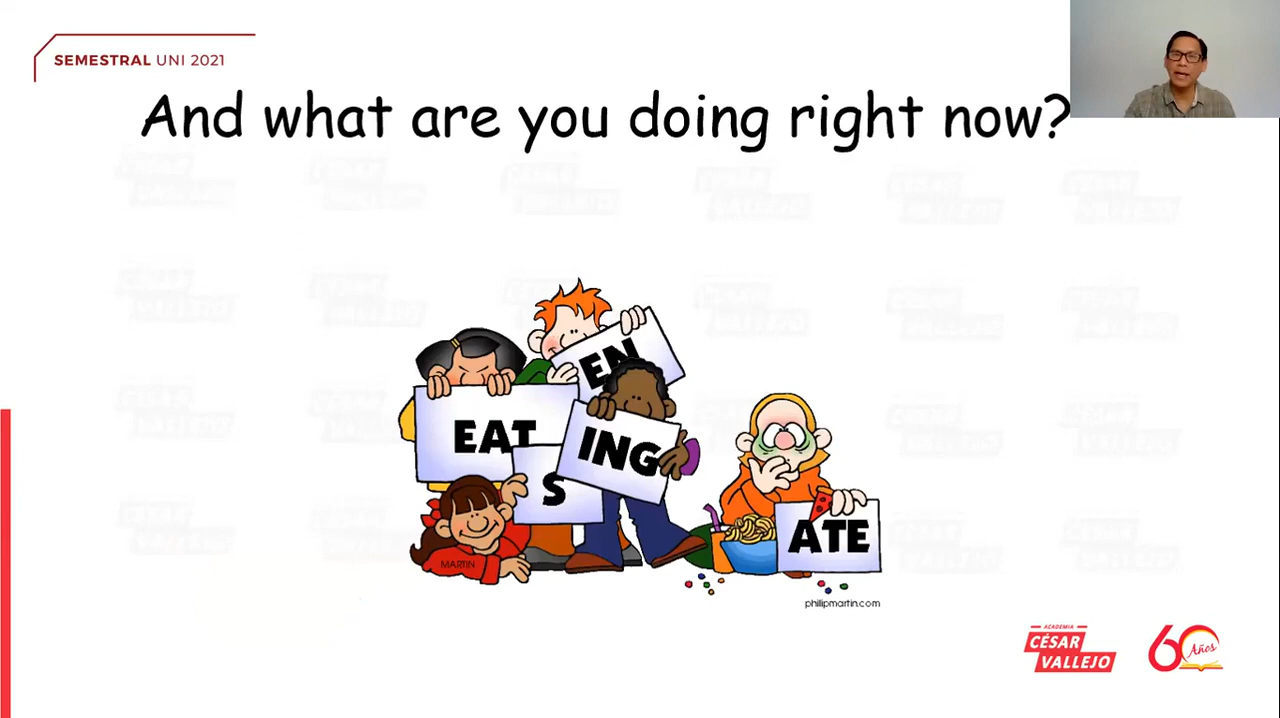 SEMESTRAL UNI 2021
And what are you doing right now?
EN
EAT
ING
S
ATE
MARTIN
phillipmartin.com
ACADEMIA
CÉSAR
VALLEJO
60 Años